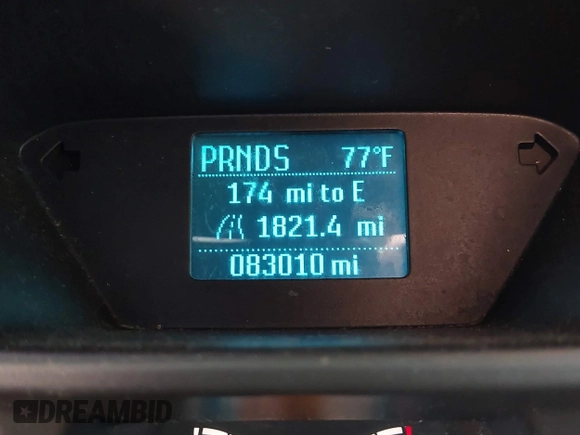 PRNDS 77°F
174 mi to E
1821.4 mi
083010 mi
DREAMBID